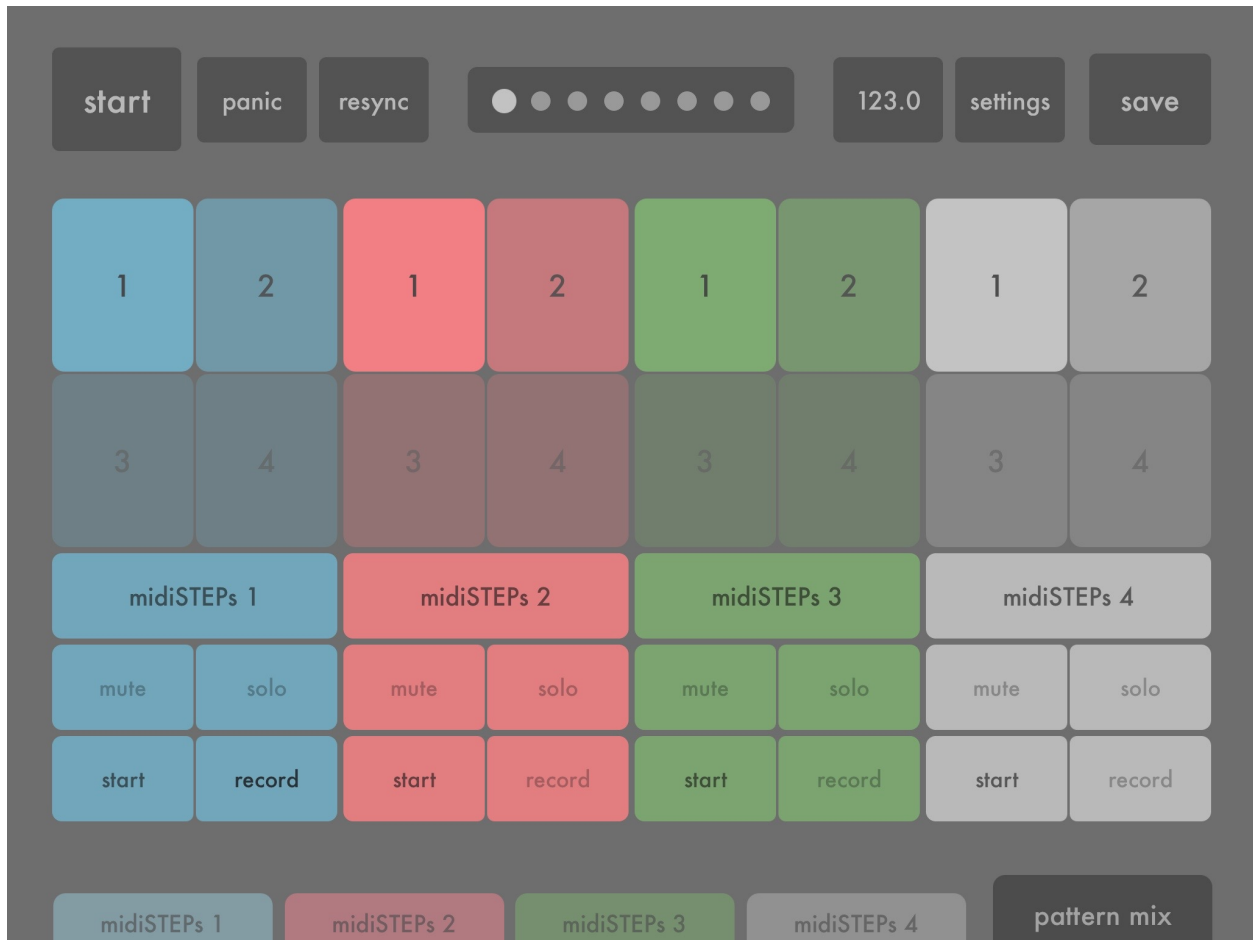 start panic resync 123.0 settings save
1 2 1 2 1 2 1 2
3 4 3 4 3 4 3 4
midiSTEPs 1 midiSTEPs 2 midiSTEPs 3 midiSTEPs 4
mute solo mute solo mute solo mute solo
start record start record start record start record
midiSTEPs 1 midiSTEPs 2 midiSTEPs 3 midiSTEPs 4 pattern mix